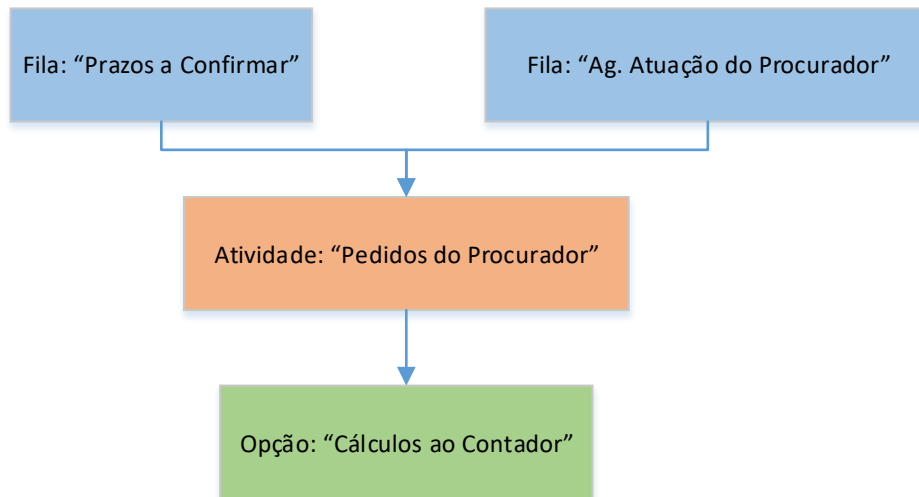 Fila: “Prazos a Confirmar”
Fila: “Ag. Atuação do Procurador”
Atividade: “Pedidos do Procurador”
Opção: “Cálculos ao Contador”